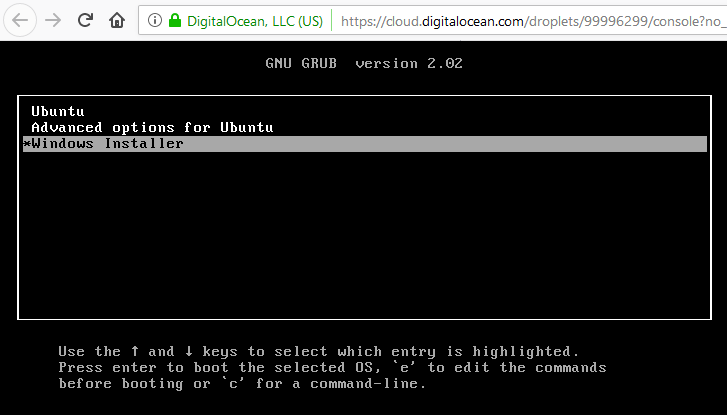 DigitalOcean, LLC (US) https://cloud.digitalocean.com/droplets/99996299/console?no_
GNU GRUB version 2.02
Ubuntu
Advanced options for Ubuntu
*Windows Installer
Use the ↑ and ↓ keys to select which entry is highlighted.
Press enter to boot the selected OS, `e' to edit the commands
before booting or `c' for a command-line.